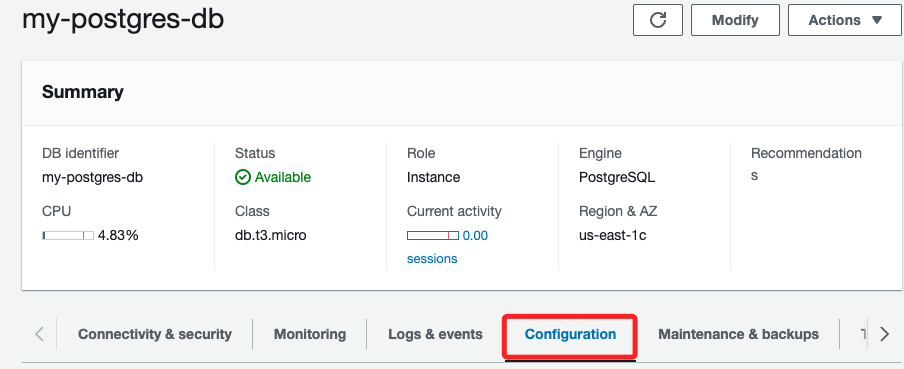 my-postgres-db
Modify
Actions
Summary
DB identifier
my-postgres-db
Status
Available
Role
Instance
Engine
PostgreSQL
Recommendation
s
CPU
4.83%
Class
db.t3.micro
Current activity
0.00
sessions
Region & AZ
us-east-1c
Connectivity & security
Monitoring
Logs & events
Configuration
Maintenance & backups